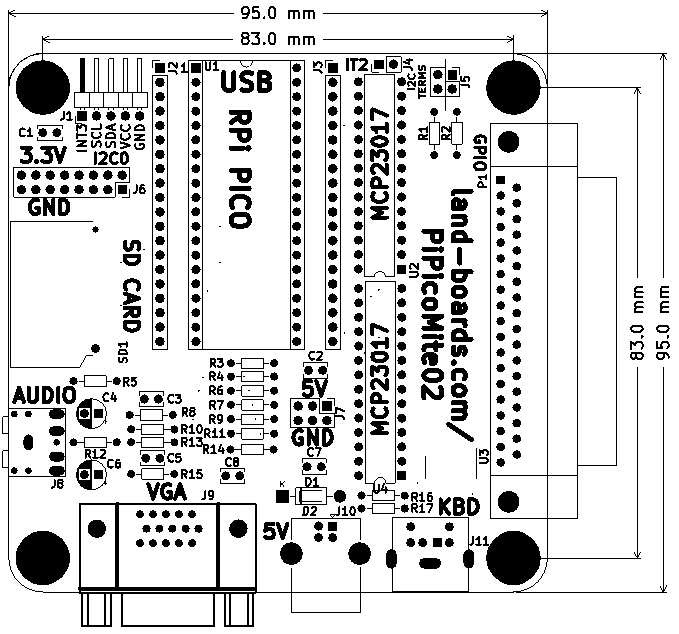 95.0 mm
83.0 mm
J2
1
U1
USB
J3
IT2
J4
I2C
TERMS
J5
RPI PICO
MCP23017
J1
INT3
SCL
SDA
VCC
GND
C1
3.3V
I2C0
R1
R2
GPIO
P1
J6
GND
land-boards.com/
PiPicoMite02
SD CARD
U2
83.0 mm
95.0 mm
SD1
MCP23017
R3
C2
R5
R4
5V
AUDIO
R6
C4
C3
R7
J7
R8
R9
R10
R11
GND
R13
R12
R14
U3
C5
C7
J8
C6
R15
C8
K
D1
U4
VGA
J9
R16
R17
KBD
D2
J10
5V
J11